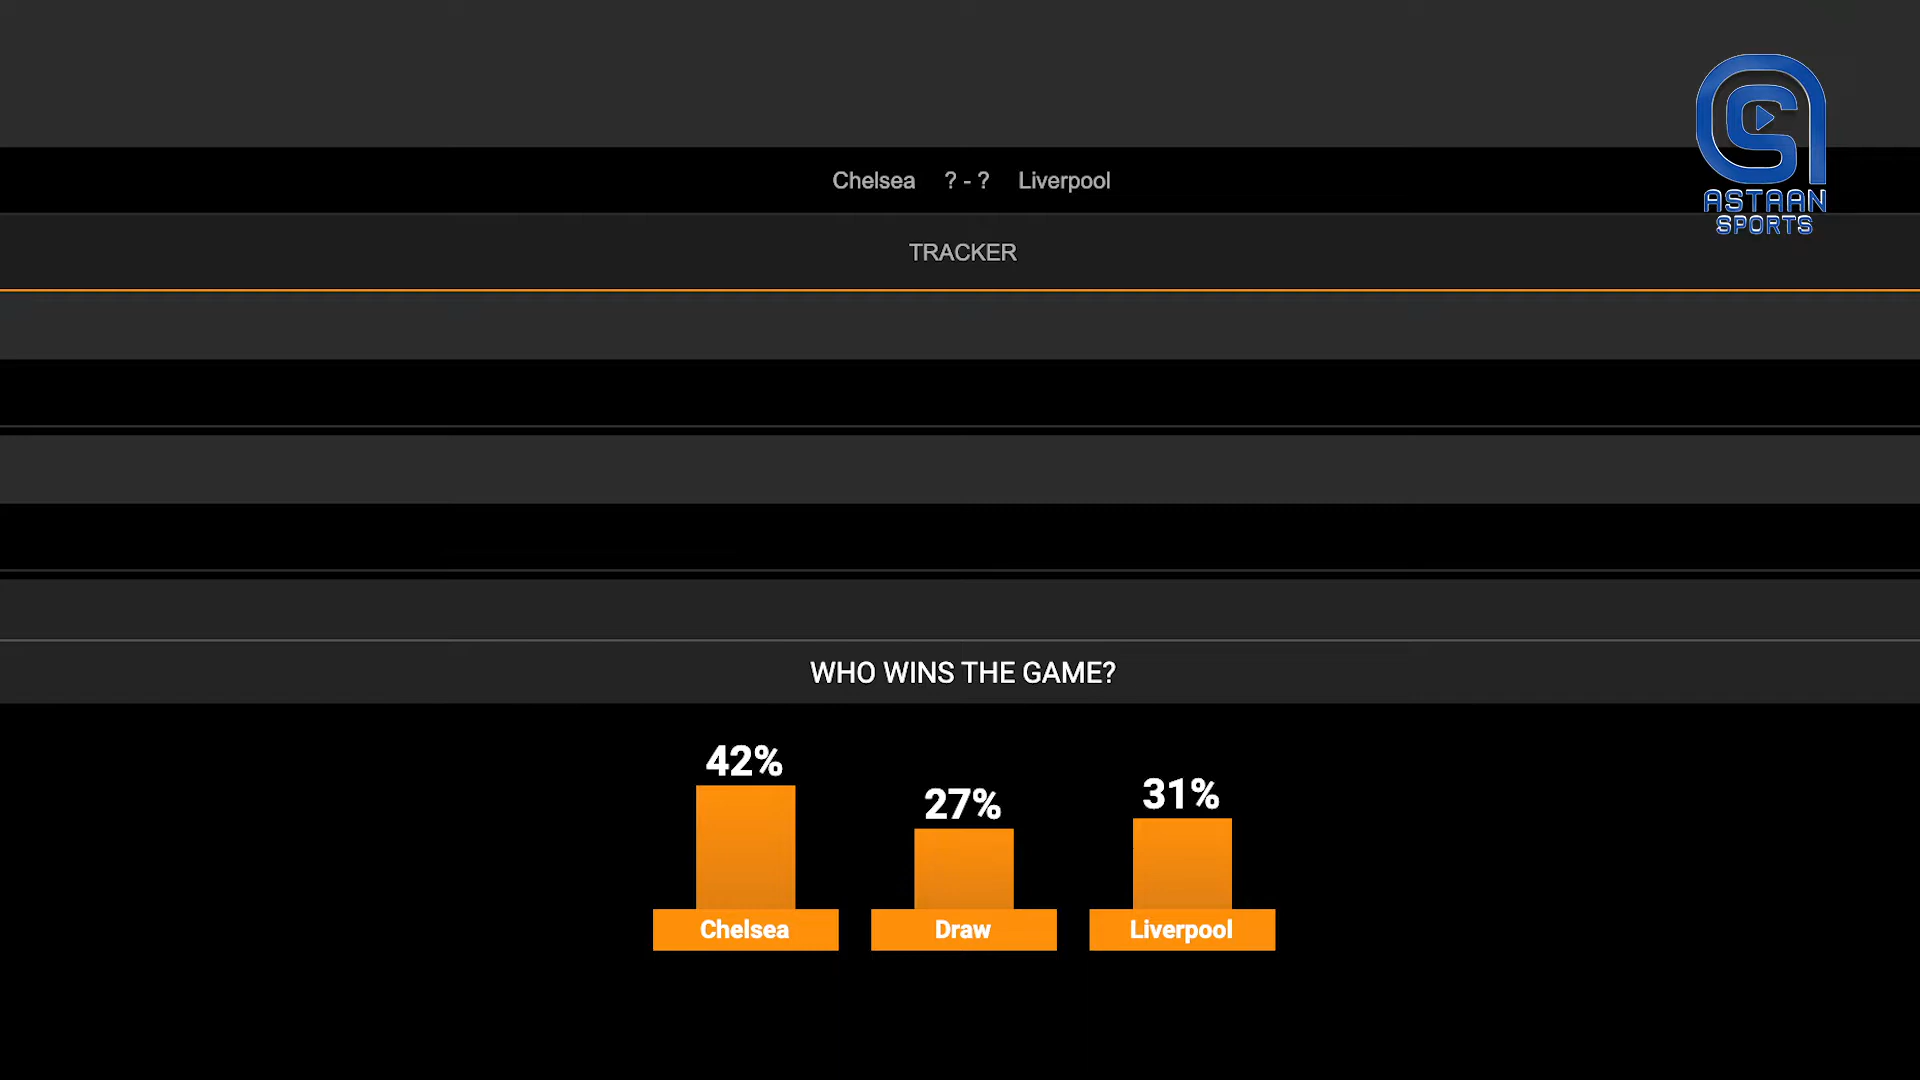 ASTAAN
SPORTS
Chelsea ? - ? Liverpool
TRACKER
WHO WINS THE GAME?
42% 27% 31%
Chelsea Draw Liverpool